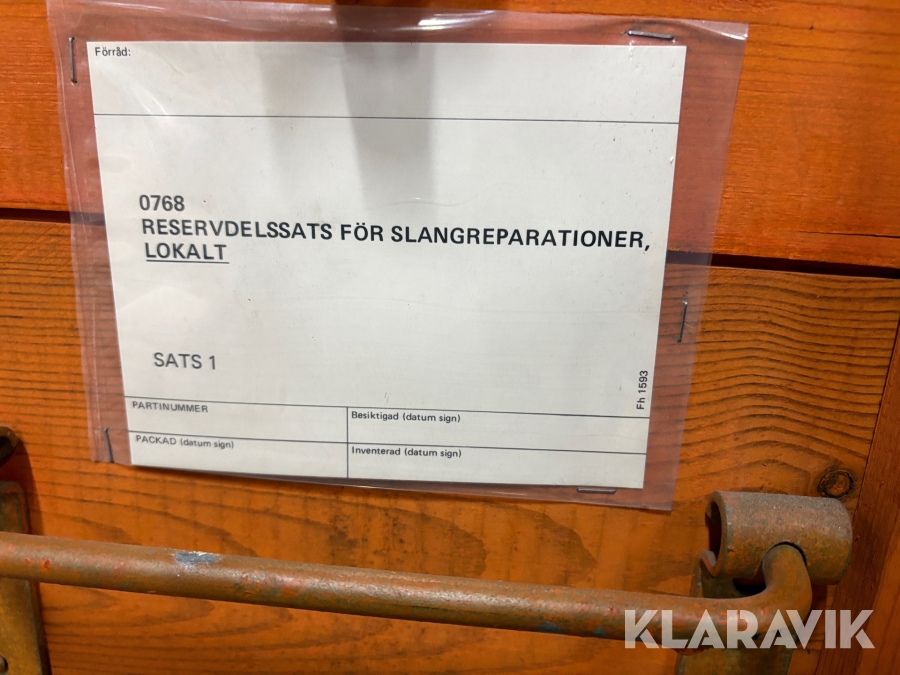 Förråd:
0768
RESERVDELSSATS FÖR SLANGREPARATIONER,
LOKALT
SATS 1
Fh 1593
PARTINUMMER
Besiktigad (datum sign)
PACKAD (datum sign)
Inventerad (datum sign)
KLARAVIK